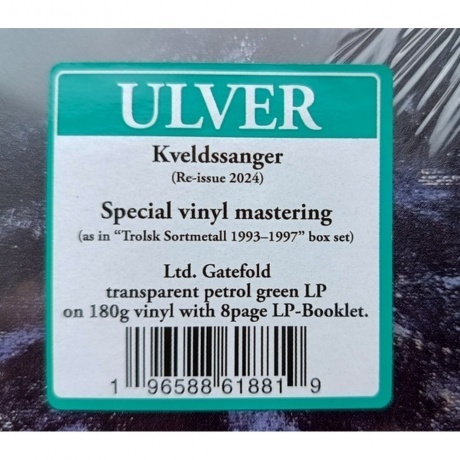 ULVER
Kveldssanger
(Re-issue 2024)
Special vinyl mastering
(as in “Trolsk Sortmetall 1993–1997” box set)
Ltd. Gatefold
transparent petrol green LP
on 180g vinyl with 8page LP-Booklet.
1 96588 61881 9